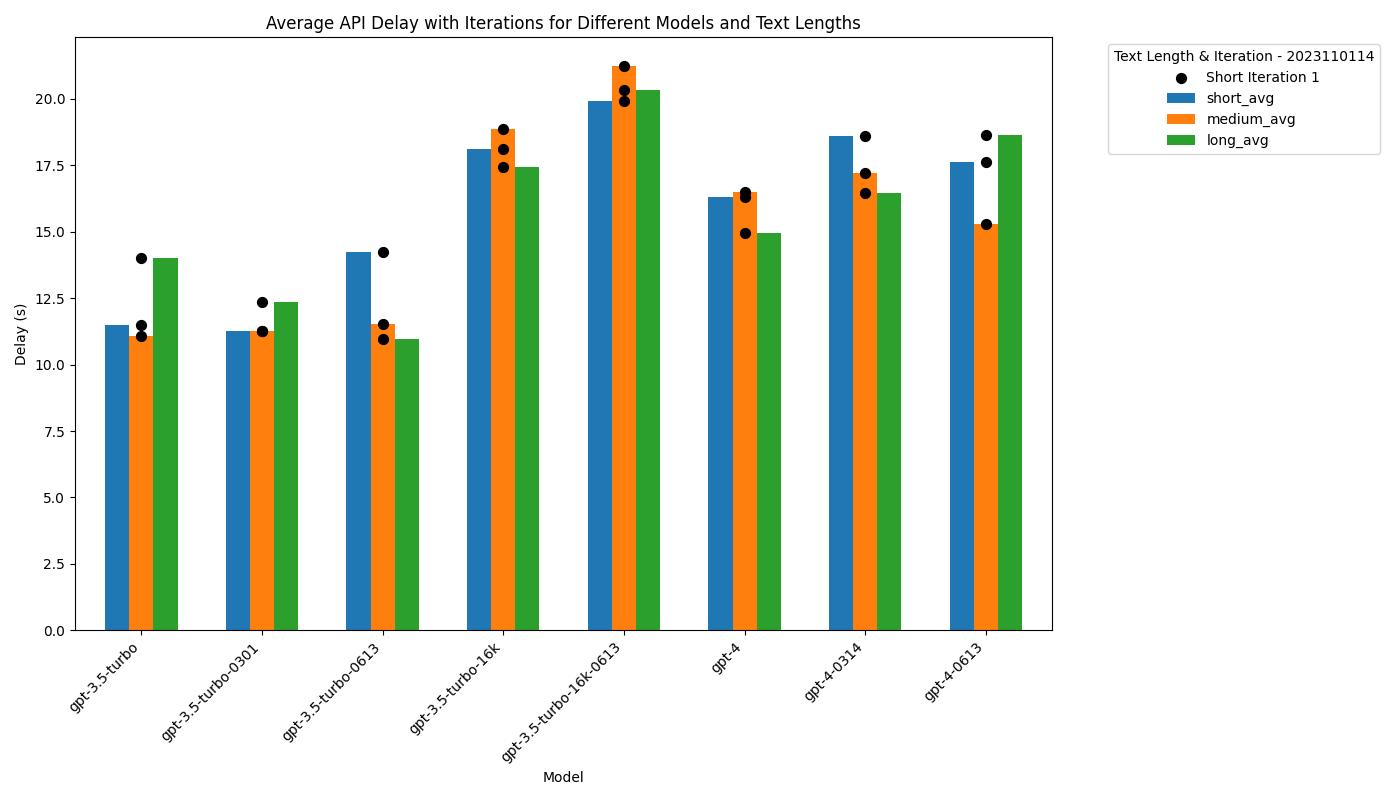 Average API Delay with Iterations for Different Models and Text Lengths
Text Length & Iteration - 2023110114
Short Iteration 1
short_avg
medium_avg
long_avg
Delay (s)
20.0
17.5
15.0
12.5
10.0
7.5
5.0
2.5
0.0
gpt-3.5-turbo
gpt-3.5-turbo-0301
gpt-3.5-turbo-0613
gpt-3.5-turbo-16k
gpt-3.5-turbo-16k-0613
gpt-4
gpt-4-0314
gpt-4-0613
Model